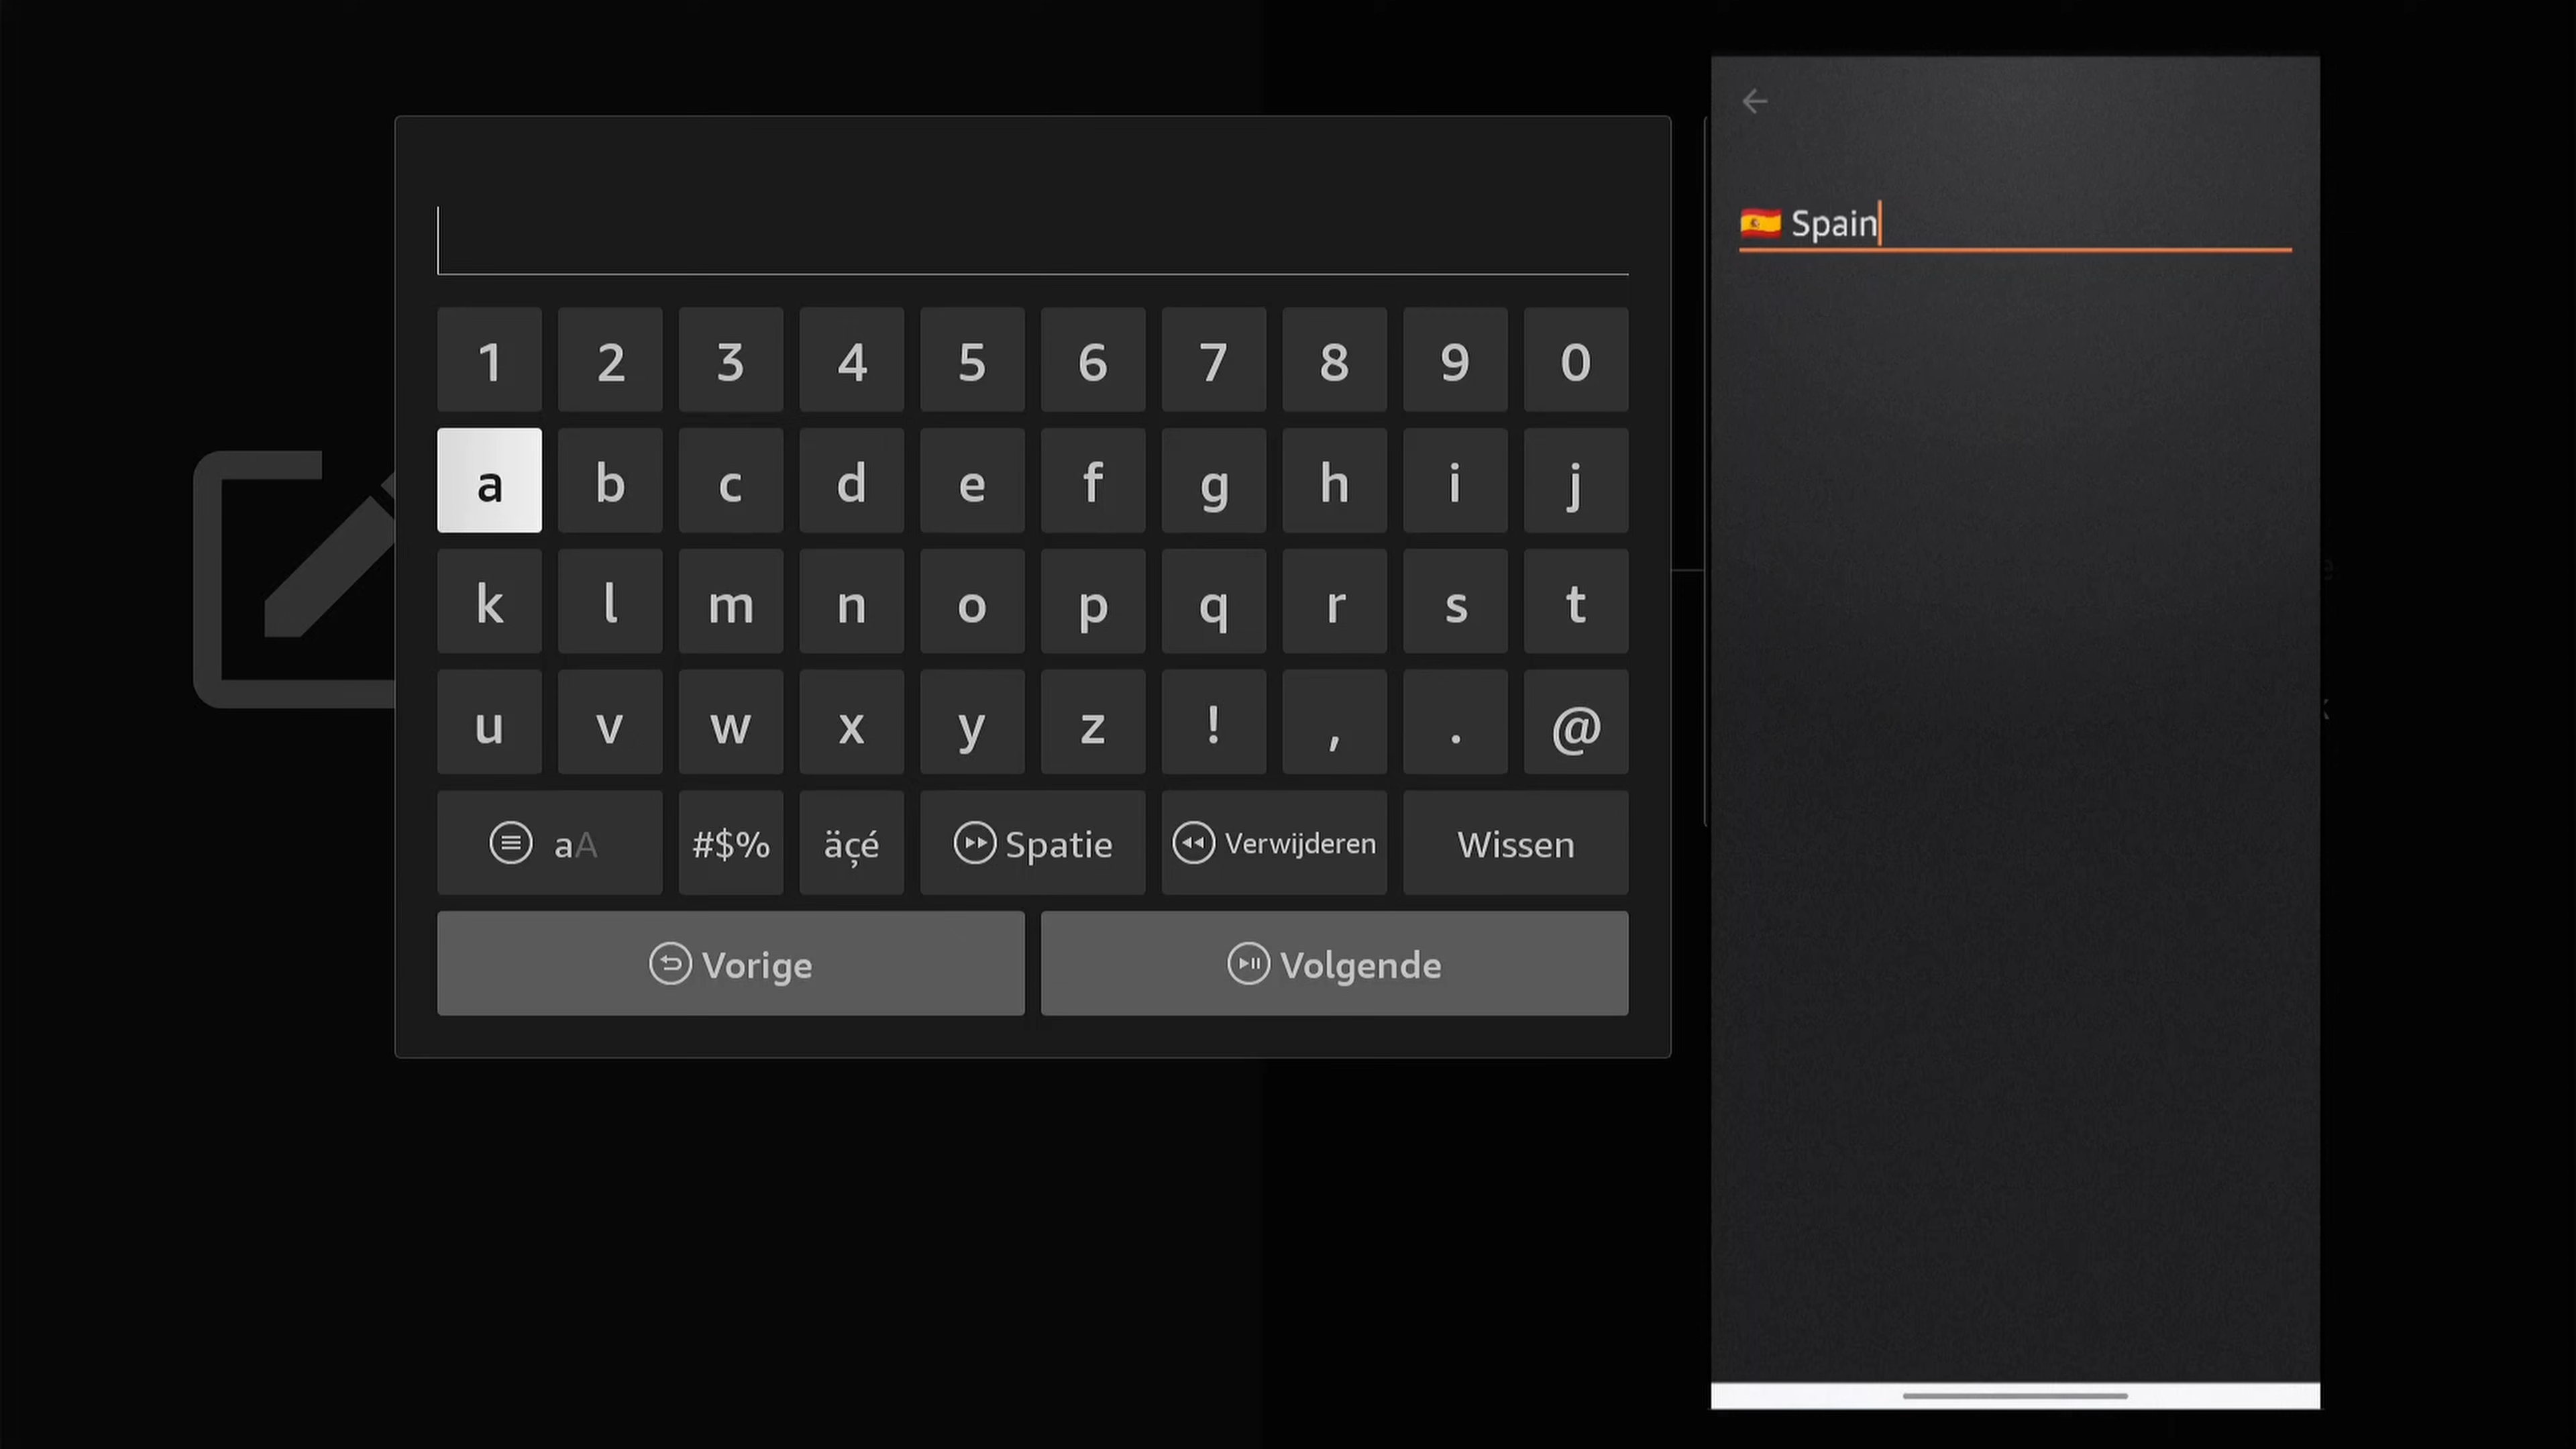 🇪🇸 Spain
1 2 3 4 5 6 7 8 9 0
a b c d e f g h i j
k l m n o p q r s t
u v w x y z ! , . @
aA #$% äçé Spatie Verwijderen Wissen
Vorige Volgende